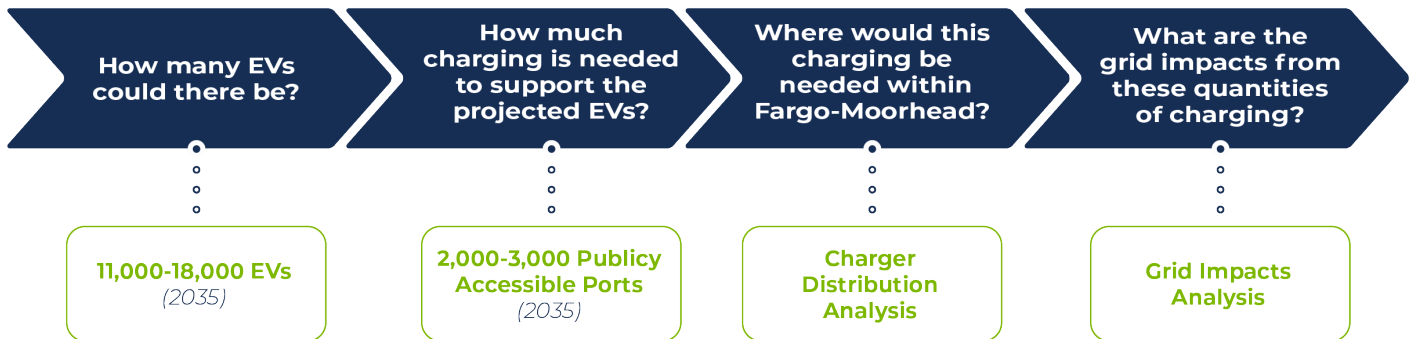 How many EVs
could there be?
How much
charging is needed
to support the
projected EVs?
Where would this
charging be
needed within
Fargo-Moorhead?
What are the
grid impacts from
these quantities
of charging?
11,000-18,000 EVs
(2035)
2,000-3,000 Publicy
Accessible Ports
(2035)
Charger
Distribution
Analysis
Grid Impacts
Analysis